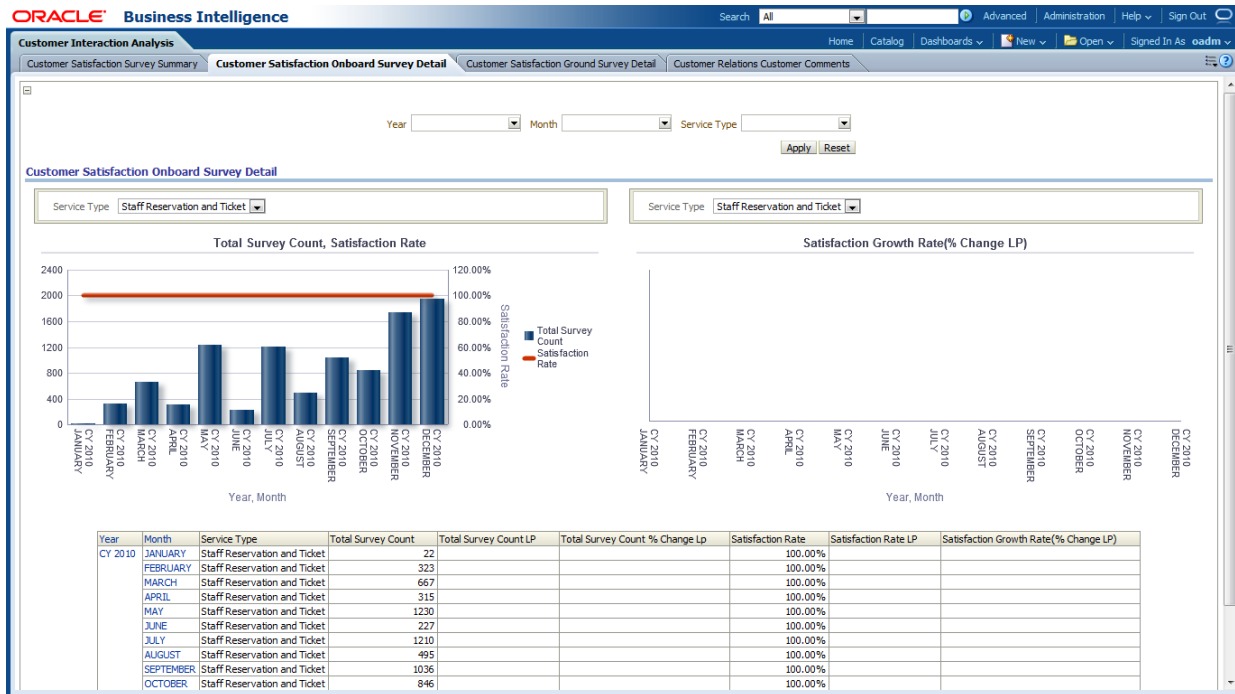 ORACLE Business Intelligence
Search All Advanced Administration Help Sign Out
Customer Interaction Analysis
Home Catalog Dashboards New Open Signed In As oadm
Customer Satisfaction Survey Summary Customer Satisfaction Onboard Survey Detail Customer Satisfaction Ground Survey Detail Customer Relations Customer Comments
Year Month Service Type
Apply Reset
Customer Satisfaction Onboard Survey Detail
Service Type Staff Reservation and Ticket
Service Type Staff Reservation and Ticket
Total Survey Count, Satisfaction Rate
2400
2000
1600
1200
800
400
0
120.00%
100.00%
80.00%
60.00%
40.00%
20.00%
0.00%
Satisfaction Rate
Total Survey
Count
Satisfaction
Rate
CY 2010
JANUARY
CY 2010
FEBRUARY
CY 2010
MARCH
CY 2010
APRIL
CY 2010
MAY
CY 2010
JUNE
CY 2010
JULY
CY 2010
AUGUST
CY 2010
SEPTEMBER
CY 2010
OCTOBER
CY 2010
NOVEMBER
CY 2010
DECEMBER
Year, Month
Satisfaction Growth Rate(% Change LP)
CY 2010
JANUARY
CY 2010
FEBRUARY
CY 2010
MARCH
CY 2010
APRIL
CY 2010
MAY
CY 2010
JUNE
CY 2010
JULY
CY 2010
AUGUST
CY 2010
SEPTEMBER
CY 2010
OCTOBER
CY 2010
NOVEMBER
CY 2010
DECEMBER
Year, Month
Year Month Service Type Total Survey Count Total Survey Count LP Total Survey Count % Change Lp Satisfaction Rate Satisfaction Rate LP Satisfaction Growth Rate(% Change LP)
CY 2010 JANUARY Staff Reservation and Ticket 22 100.00%
FEBRUARY Staff Reservation and Ticket 323 100.00%
MARCH Staff Reservation and Ticket 667 100.00%
APRIL Staff Reservation and Ticket 315 100.00%
MAY Staff Reservation and Ticket 1230 100.00%
JUNE Staff Reservation and Ticket 227 100.00%
JULY Staff Reservation and Ticket 1210 100.00%
AUGUST Staff Reservation and Ticket 495 100.00%
SEPTEMBER Staff Reservation and Ticket 1036 100.00%
OCTOBER Staff Reservation and Ticket 846 100.00%